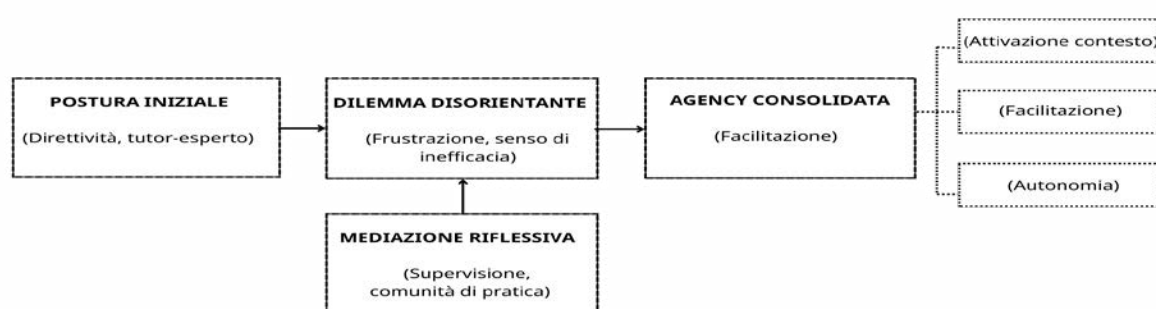 POSTURA INIZIALE
(Direttività, tutor-esperto)
DILEMMA DISORIENTANTE
(Frustrazione, senso di
inefficacia)
MEDIAZIONE RIFLESSIVA
(Supervisione,
comunità di pratica)
AGENCY CONSOLIDATA
(Facilitazione)
(Attivazione contesto)
(Facilitazione)
(Autonomia)